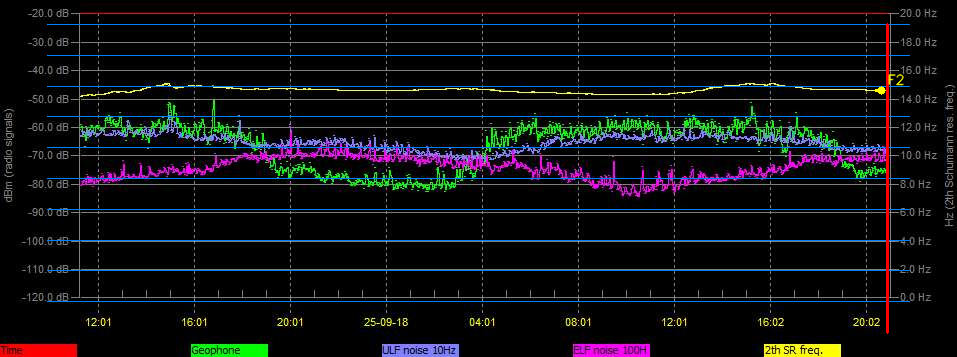 -20.0 dB 20.0 Hz
-30.0 dB 18.0 Hz
-40.0 dB 16.0 Hz
F2
-50.0 dB 14.0 Hz
-60.0 dB 12.0 Hz
-70.0 dB 10.0 Hz
-80.0 dB 8.0 Hz
-90.0 dB 6.0 Hz
-100.0 dB 4.0 Hz
-110.0 dB 2.0 Hz
-120.0 dB 0.0 Hz
dBm (radio signals)
Hz (2th Schumann res. freq.)
12:01 16:01 20:01 25-09-18 04:01 08:01 12:01 16:02 20:02
Time Geophone ULF noise 10Hz ELF noise 100H 2th SR freq.